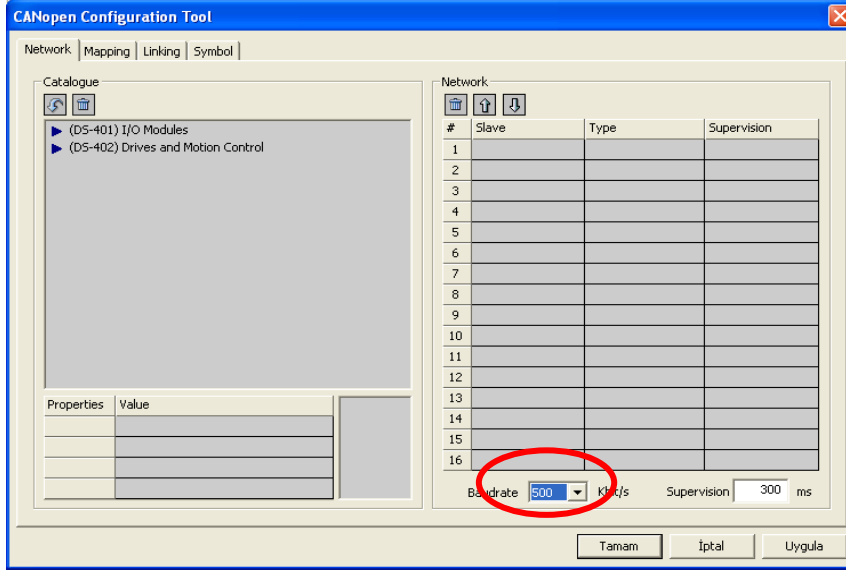 CANopen Configuration Tool
Network Mapping Linking Symbol
Catalogue
(DS-401) I/O Modules
(DS-402) Drives and Motion Control
Properties Value
Network
# Slave Type Supervision
1
2
3
4
5
6
7
8
9
10
11
12
13
14
15
16
Baudrate 500 Kbit/s Supervision 300 ms
Tamam İptal Uygula